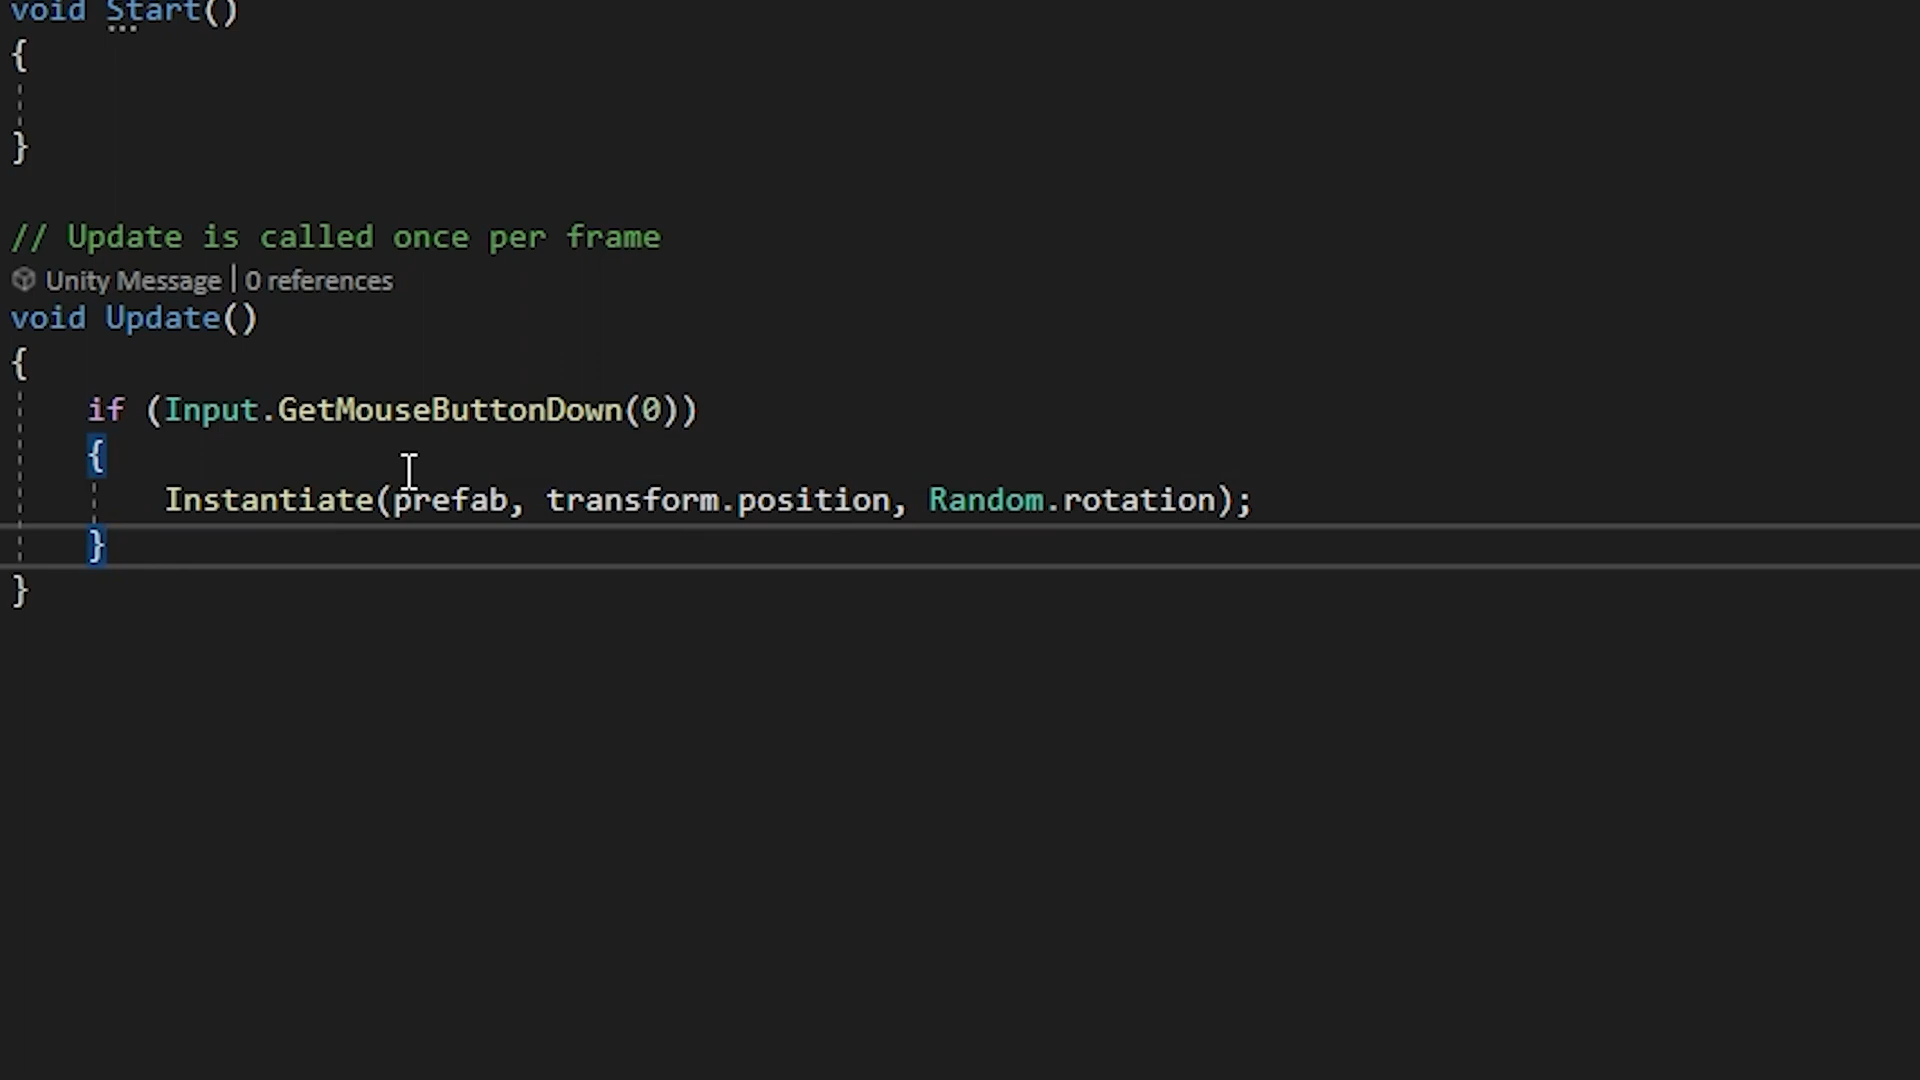 void Start()
{
}
// Update is called once per frame
Unity Message | 0 references
void Update()
{
if (Input.GetMouseButtonDown(0))
{
Instantiate(prefab, transform.position, Random.rotation);
}
}